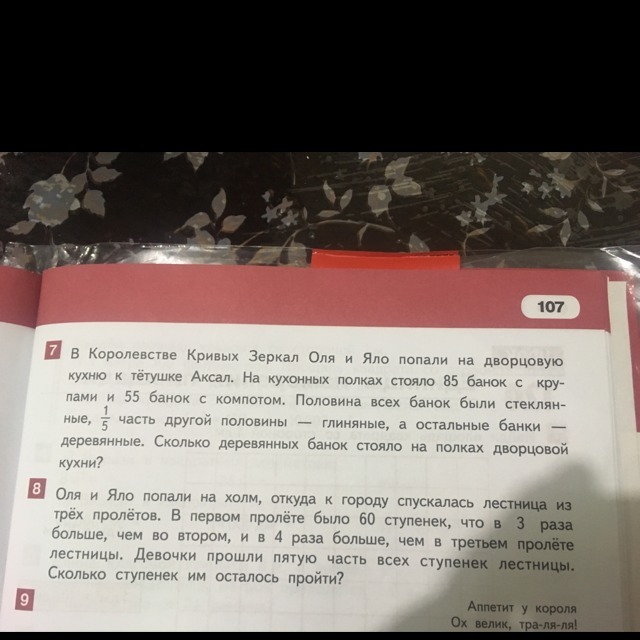 107
7 В Королевстве Кривых Зеркал Оля и Яло попали на дворцовую
кухню к тётушке Аксал. На кухонных полках стояло 85 банок с кру-
пами и 55 банок с компотом. Половина всех банок были стеклян-
ные, 1/5 часть другой половины — глиняные, а остальные банки —
деревянные. Сколько деревянных банок стояло на полках дворцовой
кухни?
8 Оля и Яло попали на холм, откуда к городу спускалась лестница из
трёх пролётов. В первом пролёте было 60 ступенек, что в 3 раза
больше, чем во втором, и в 4 раза больше, чем в третьем пролёте
лестницы. Девочки прошли пятую часть всех ступенек лестницы.
Сколько ступенек им осталось пройти?
9
Аппетит у короля
Ох велик, тра-ля-ля!